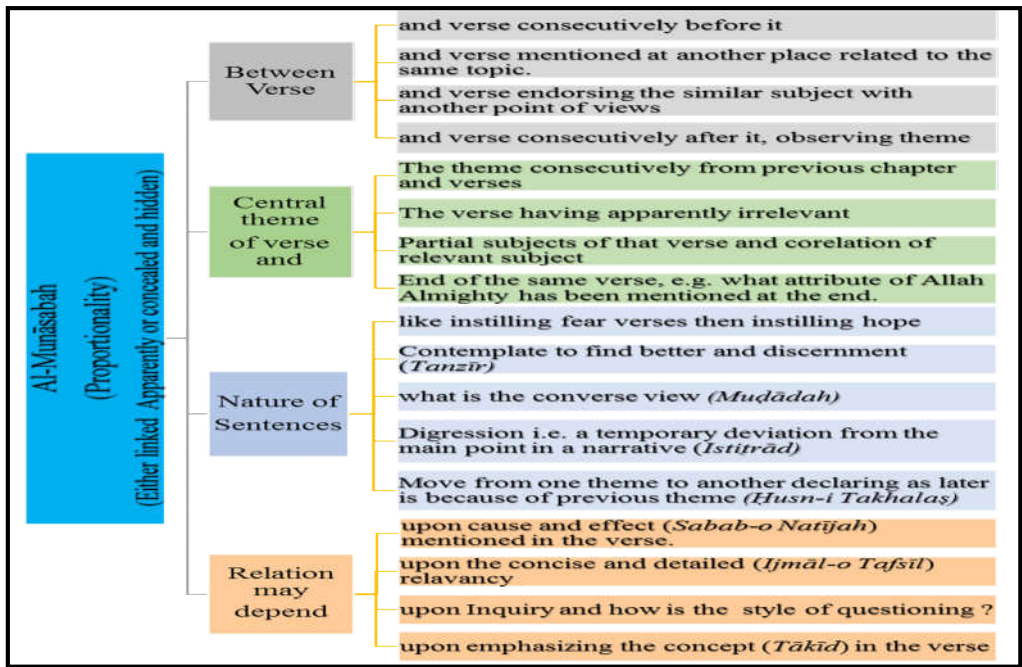 Al-Munāsabah
(Proportionality)
(Either linked Apparently or concealed and hidden)
Between
Verse
and verse consecutively before it
and verse mentioned at another place related to the
same topic.
and verse endorsing the similar subject with
another point of views
and verse consecutively after it, observing theme
Central
theme
of verse
and
The theme consecutively from previous chapter
and verses
The verse having apparently irrelevant
Partial subjects of that verse and corelation of
relevant subject
End of the same verse, e.g. what attribute of Allah
Almighty has been mentioned at the end.
Nature of
Sentences
like instilling fear verses then instilling hope
Contemplate to find better and discernment
(Tanzīr)
what is the converse view (Muḍādah)
Digression i.e. a temporary deviation from the
main point in a narrative (Istiṭrād)
Move from one theme to another declaring as later
is because of previous theme (Ḥusn-i Takhalaṣ)
Relation
may
depend
upon cause and effect (Sabab-o Natījah)
mentioned in the verse.
upon the concise and detailed (Ijmāl-o Tafsīl)
relavancy
upon Inquiry and how is the style of questioning ?
upon emphasizing the concept (Tākīd) in the verse